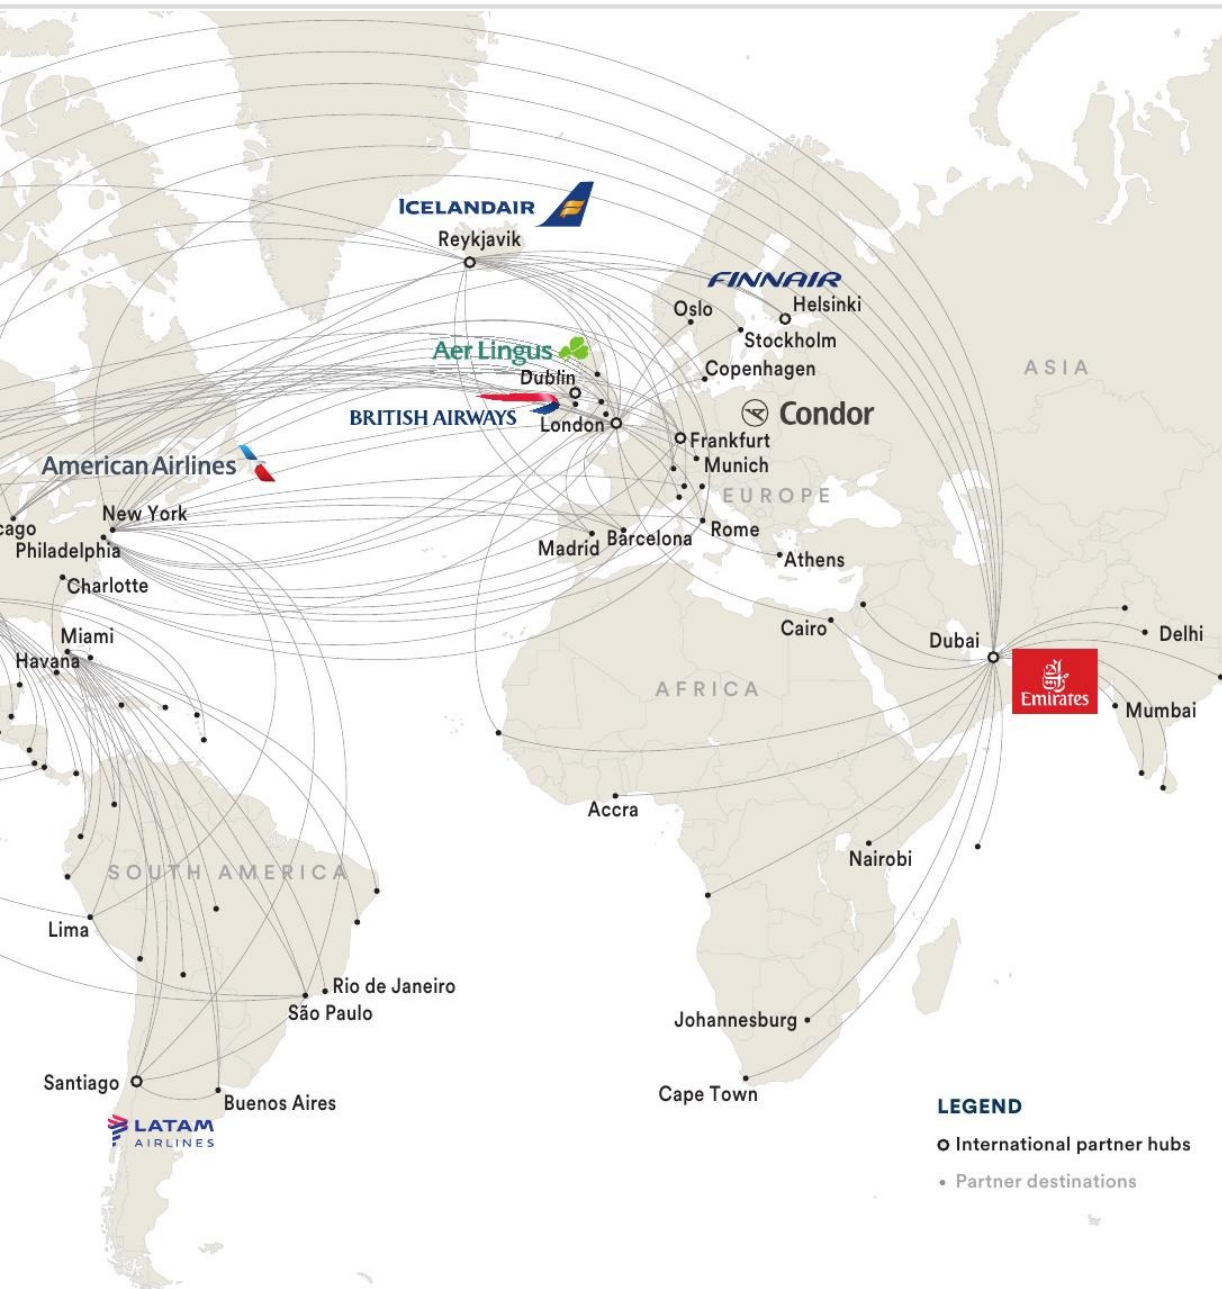 ICELANDAIR
Reykjavik
FINNAIR
Helsinki
Oslo
Stockholm
Aer Lingus
Dublin
Copenhagen
ASIA
BRITISH AIRWAYS
London
Condor
Frankfurt
Munich
American Airlines
EUROPE
New York
cago
Philadelphia
Madrid
Barcelona
Rome
Athens
Charlotte
Miami
Havana
Cairo
Dubai
Delhi
AFRICA
Emirates
Mumbai
Accra
Nairobi
SOUTH AMERICA
Lima
Rio de Janeiro
São Paulo
Johannesburg
Santiago
Buenos Aires
Cape Town
LATAM
AIRLINES
LEGEND
International partner hubs
Partner destinations